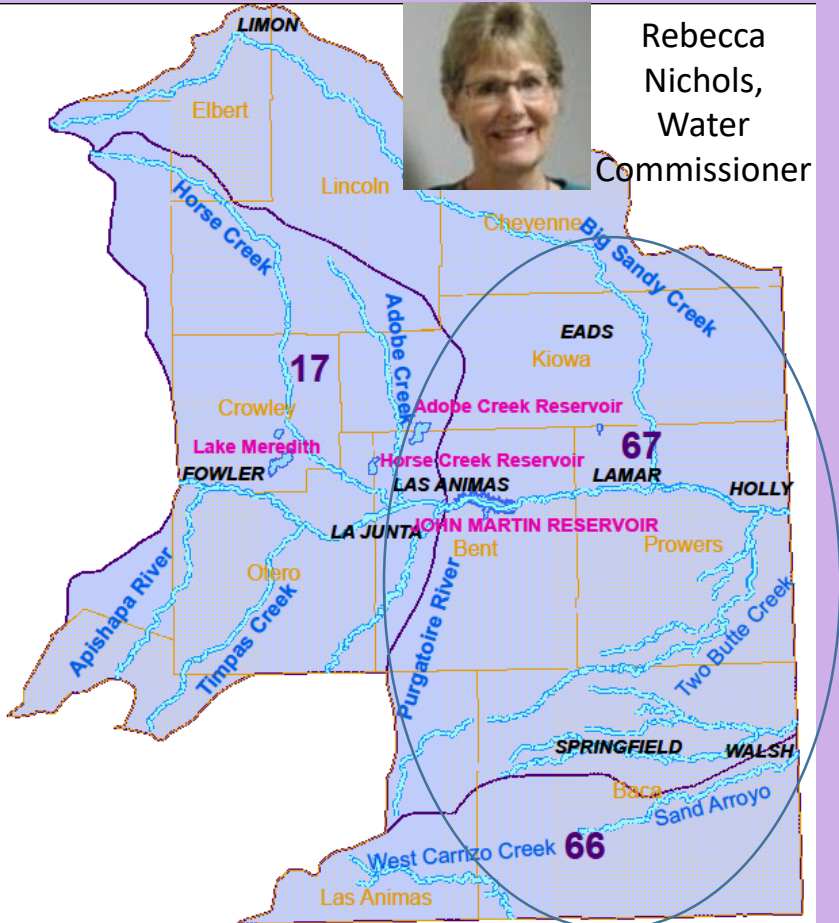 LIMON
Rebecca
Nichols,
Water
Commissioner
Elbert
Lincoln
Horse Creek
Cheyenne
Big Sandy Creek
Adobe Creek
EADS
Kiowa
17
Crowley
Adobe Creek Reservoir
67
Lake Meredith
Horse Creek Reservoir
FOWLER
LAS ANIMAS
LAMAR
HOLLY
LA JUNTA
JOHN MARTIN RESERVOIR
Bent
Prowers
Otero
Apishapa River
Timpas Creek
Purgatoire River
Two Butte Creek
SPRINGFIELD
WALSH
Baca
Sand Arroyo
West Carrizo Creek
66
Las Animas